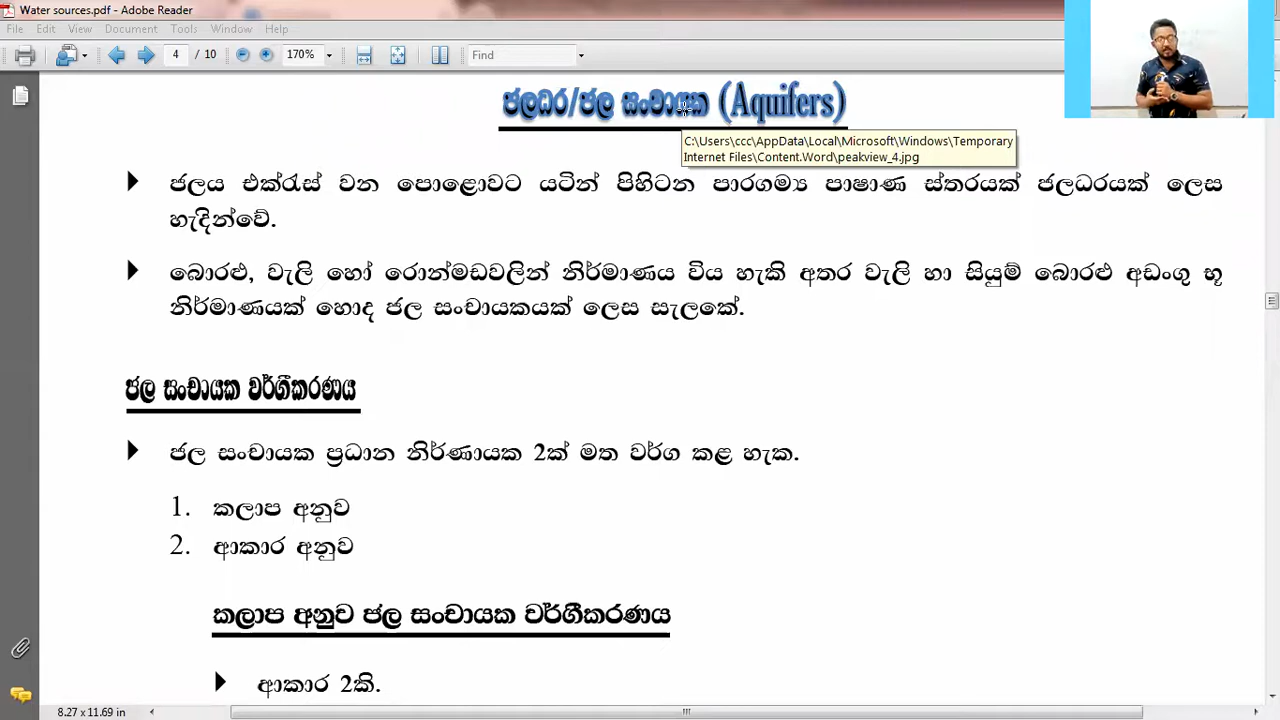 Water sources.pdf - Adobe Reader
File Edit View Document Tools Window Help
4 / 10 170% Find
ජලධර/ජල සංචායක (Aquifers)
C:\Users\ccc\AppData\Local\Microsoft\Windows\Temporary
Internet Files\Content.Word\peakview_4.jpg
ජලය එක්රැස් වන පොළොවට යටින් පිහිටන පාරගම්‍ය පාෂාණ ස්තරයක් ජලධරයක් ලෙස
හැදින්වේ.
බොරළු, වැලි හෝ රොන්මඩවලින් නිර්මාණය විය හැකි අතර වැලි හා සියුම් බොරළු අඩංගු භූ
නිර්මාණයක් හොද ජල සංචායකයක් ලෙස සැලකේ.
ජල සංචායක වර්ගීකරණය
ජල සංචායක ප්‍රධාන නිර්ණායක 2ක් මත වර්ග කළ හැක.
1. කලාප අනුව
2. ආකාර අනුව
කලාප අනුව ජල සංචායක වර්ගීකරණය
ආකාර 2කි.
8.27 x 11.69 in